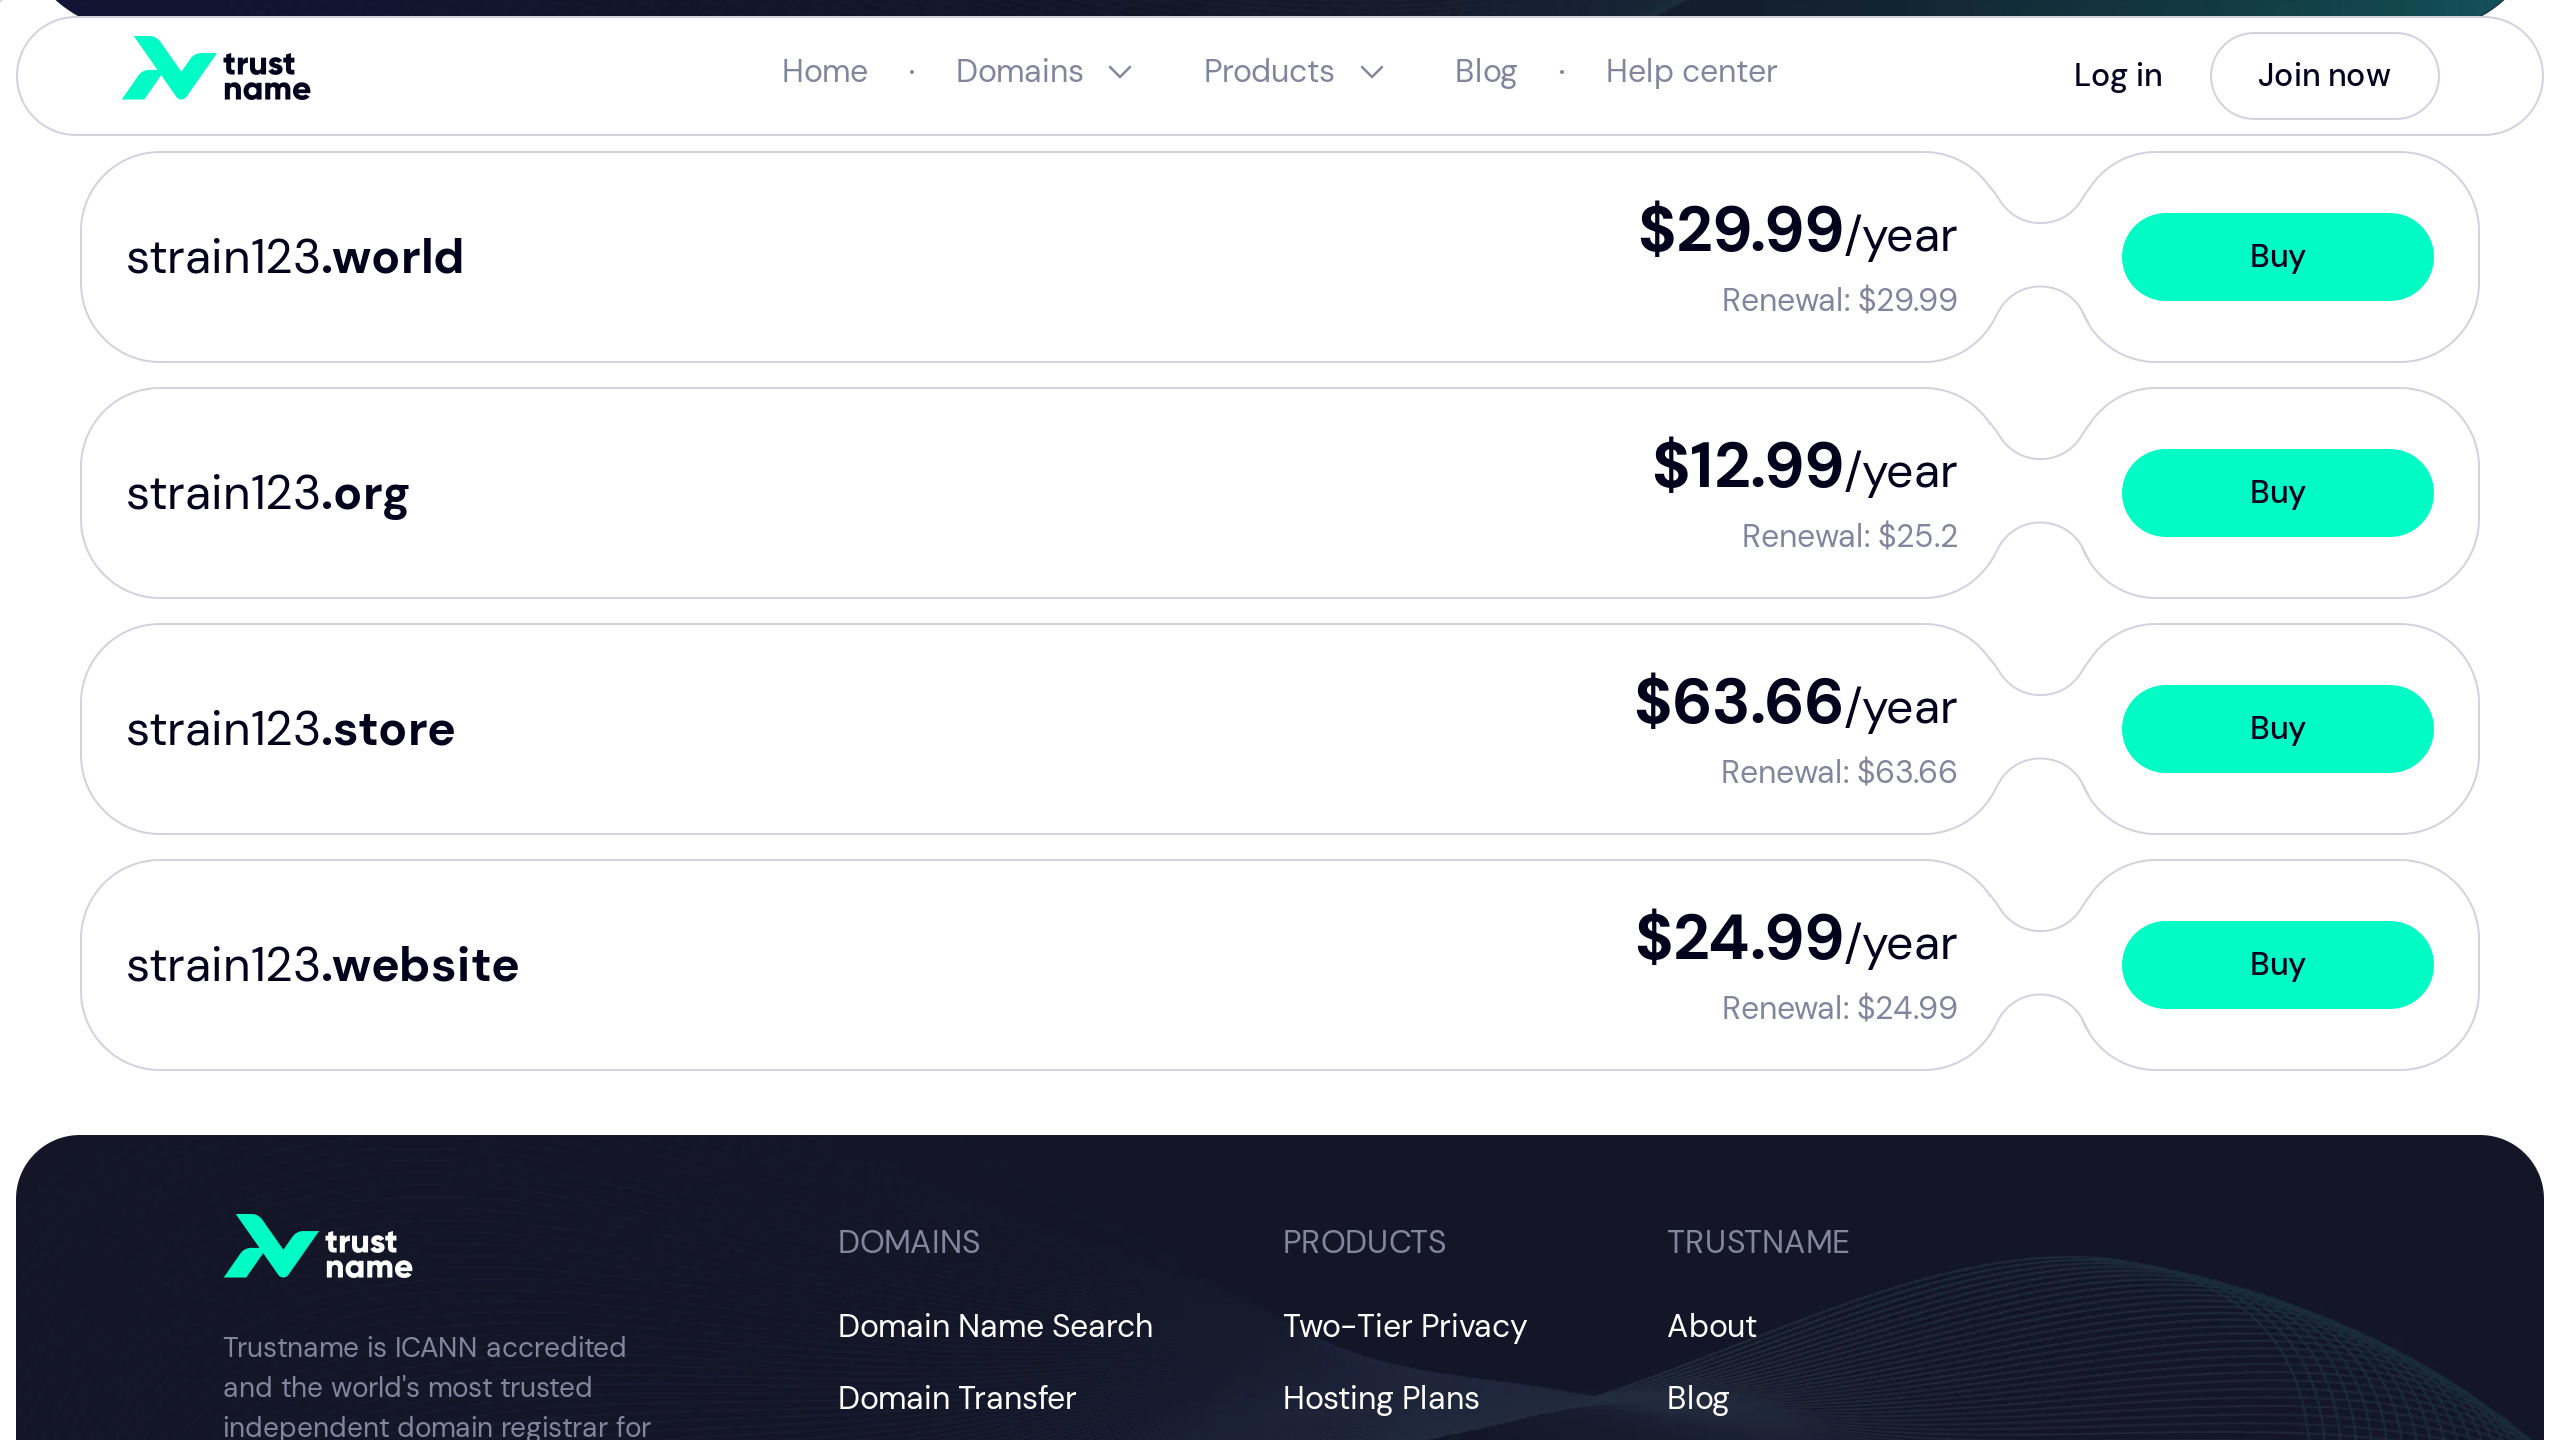 trust
name
Home · Domains Products Blog · Help center
Log in
Join now
strain123.world
$29.99/year
Renewal: $29.99
Buy
strain123.org
$12.99/year
Renewal: $25.2
Buy
strain123.store
$63.66/year
Renewal: $63.66
Buy
strain123.website
$24.99/year
Renewal: $24.99
Buy
trust
name
Trustname is ICANN accredited
and the world's most trusted
independent domain registrar for
DOMAINS
Domain Name Search
Domain Transfer
PRODUCTS
Two-Tier Privacy
Hosting Plans
TRUSTNAME
About
Blog